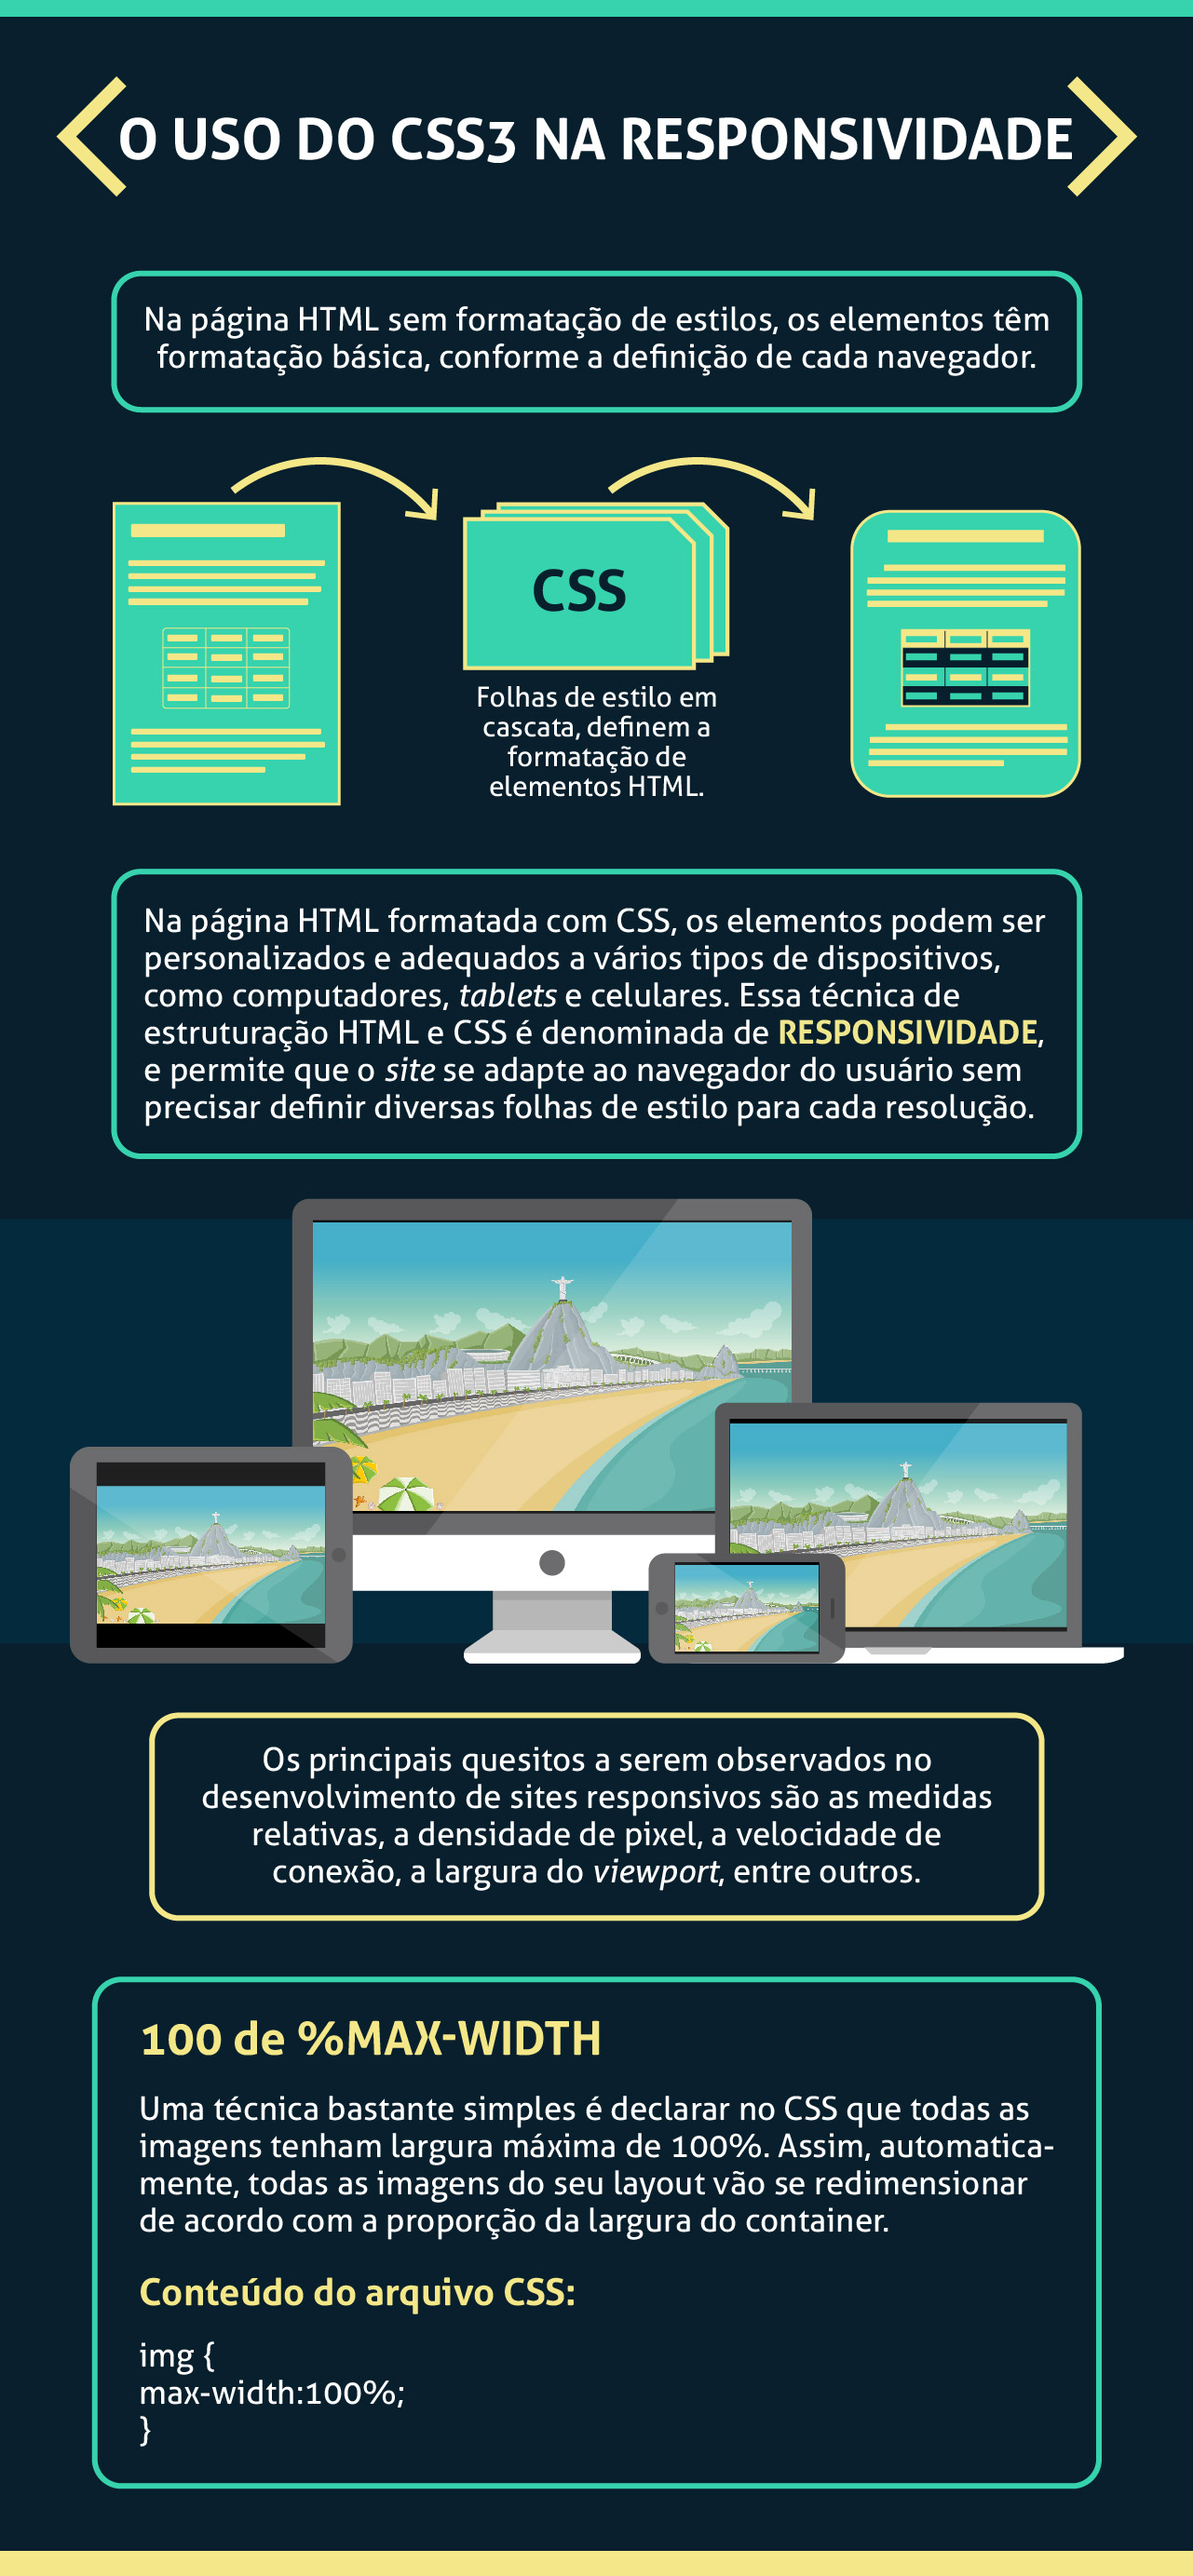 O USO DO CSS3 NA RESPONSIVIDADE
Na página HTML sem formatação de estilos, os elementos têm
formatação básica, conforme a definição de cada navegador.
CSS
Folhas de estilo em
cascata, definem a
formatação de
elementos HTML.
Na página HTML formatada com CSS, os elementos podem ser
personalizados e adequados a vários tipos de dispositivos,
como computadores, tablets e celulares. Essa técnica de
estruturação HTML e CSS é denominada de RESPONSIVIDADE,
e permite que o site se adapte ao navegador do usuário sem
precisar definir diversas folhas de estilo para cada resolução.
Os principais quesitos a serem observados no
desenvolvimento de sites responsivos são as medidas
relativas, a densidade de pixel, a velocidade de
conexão, a largura do viewport, entre outros.
100 de %MAX-WIDTH
Uma técnica bastante simples é declarar no CSS que todas as
imagens tenham largura máxima de 100%. Assim, automatica-
mente, todas as imagens do seu layout vão se redimensionar
de acordo com a proporção da largura do container.
Conteúdo do arquivo CSS:
img {
max-width:100%;
}